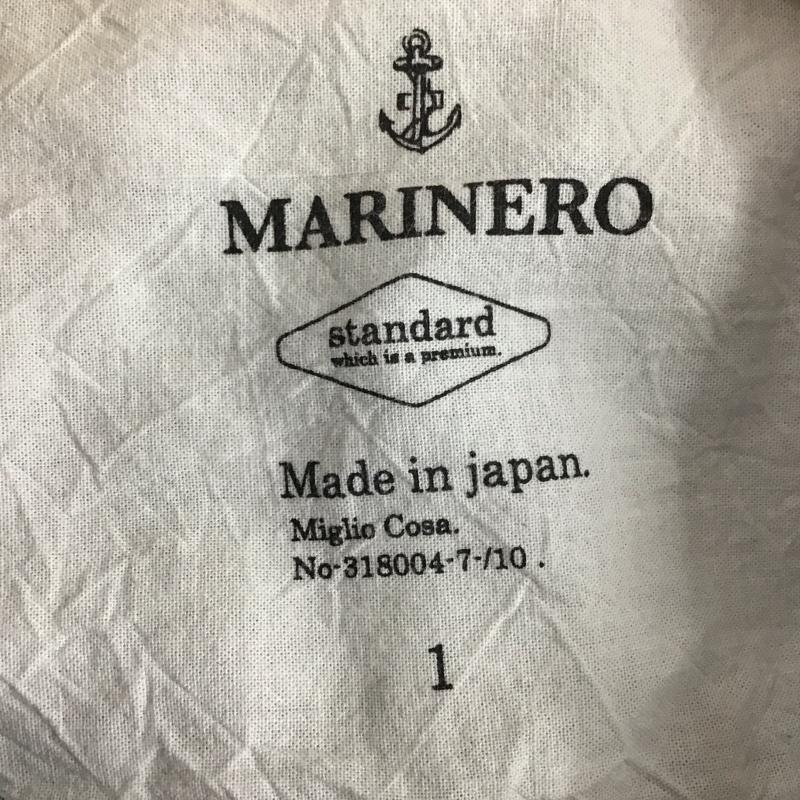 MARINERO
standard
which is a premium.
Made in japan.
Miglio Cosa.
No-318004-7-/10 .
1